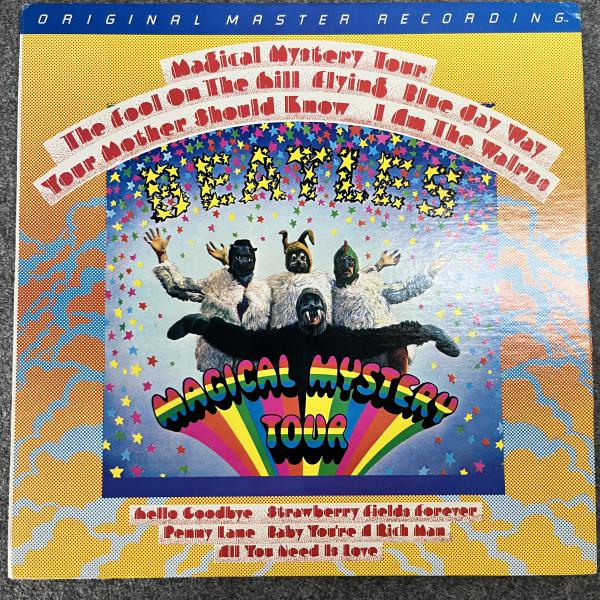 ORIGINAL MASTER RECORDING™
Magical Mystery Tour
The Fool On The Hill Flying Blue Jay Way
Your Mother Should Know I Am The Walrus
BEATLES
MAGICAL MYSTERY
TOUR
Hello Goodbye Strawberry Fields Forever
Penny Lane Baby You're A Rich Man
All You Need Is Love